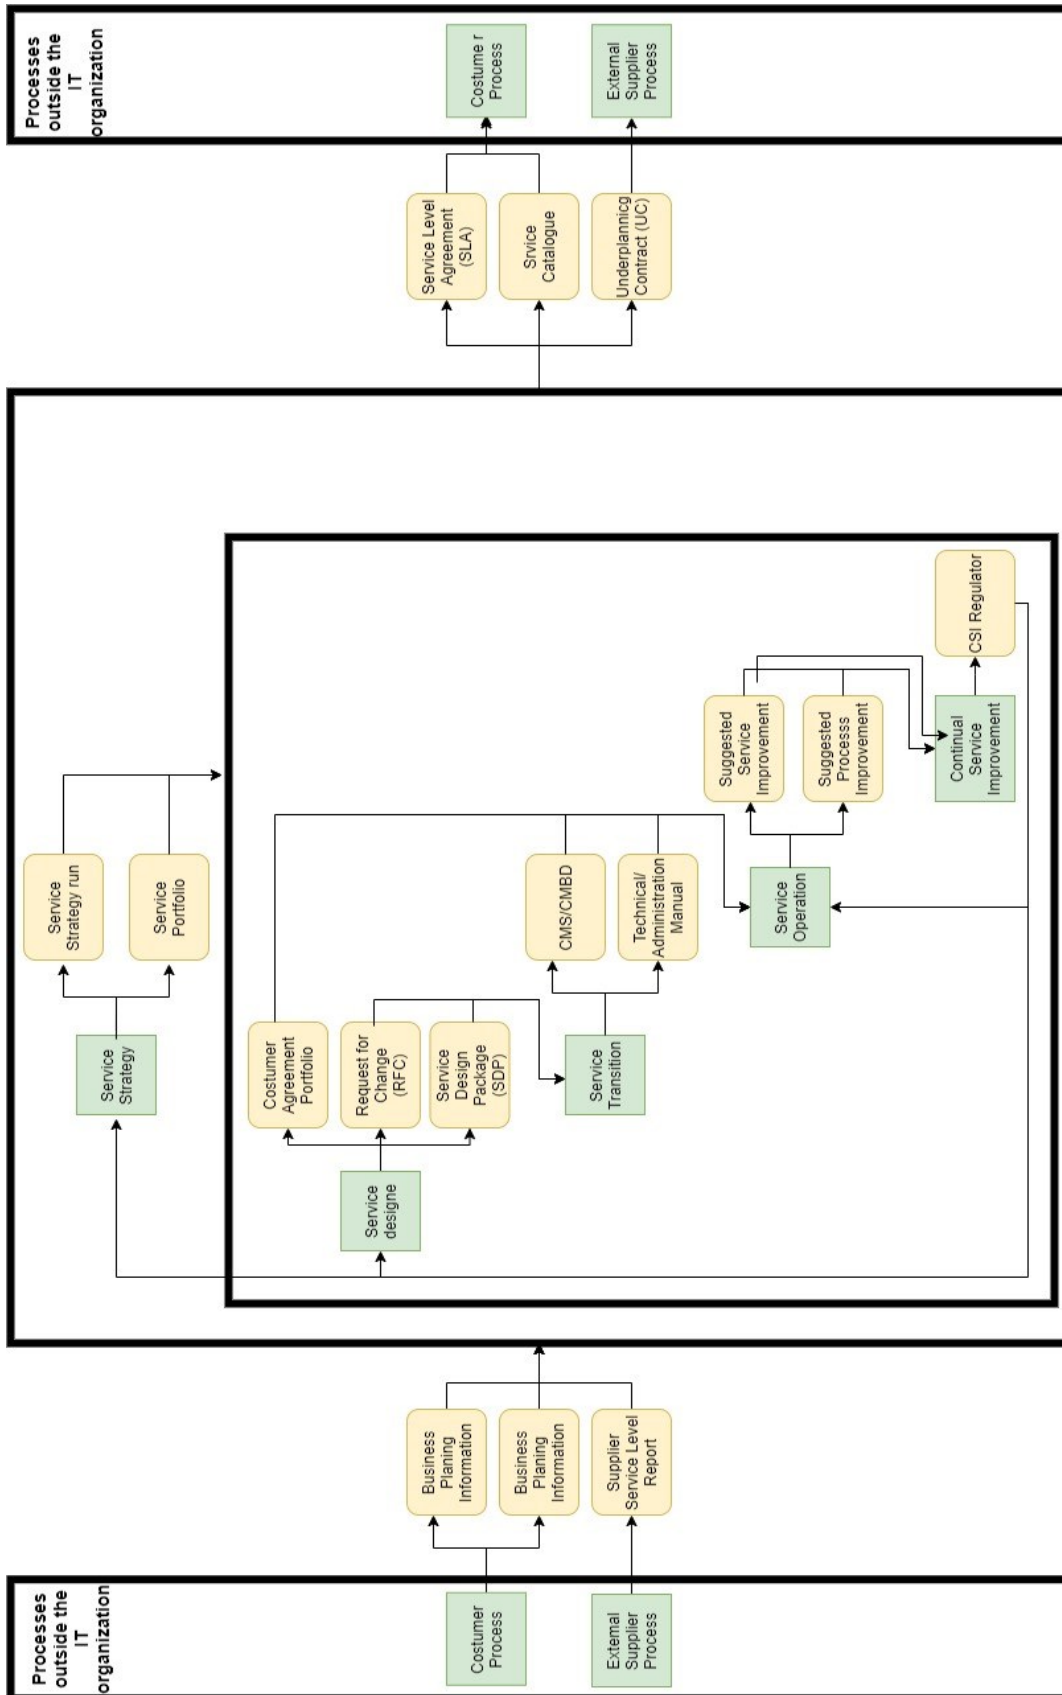 Processes
outside the
IT
organization
Costumer
Process
External
Supplier
Process
Business
Planing
Information
Business
Planing
Information
Supplier
Service Level
Report
Service
Strategy
Service
Strategy run
Service
Portfolio
Service
designe
Costumer
Agreement
Portfolio
Request for
Change
(RFC)
Service
Design
Package
(SDP)
Service
Transition
CMS/CMBD
Technical/
Administration
Manual
Service
Operation
Suggested
Service
Improvement
Suggested
Processs
Improvement
Continual
Service
Improvement
CSI Regulator
Service Level
Agreement
(SLA)
Srvice
Catalogue
Underplannicg
Contract (UC)
Processes
outside the
IT
organization
Costume r
Process
External
Supplier
Process